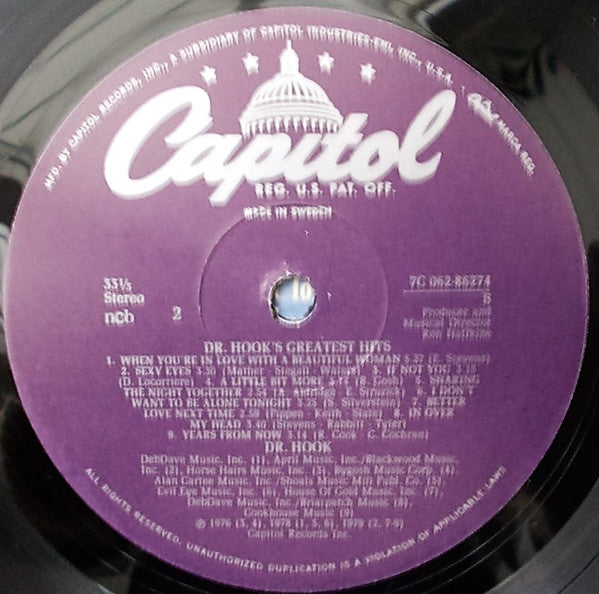 MFD. BY CAPITOL RECORDS, INC., A SUBSIDIARY OF CAPITOL INDUSTRIES-EMI, INC., U.S.A. • Capitol MARCA REG.
Capitol
REG. U.S. PAT. OFF.
MADE IN SWEDEN
33⅓
Stereo
ncb 2
7C 062-86274
B
Producer and
Musical Director
Ron Haffkine
DR. HOOK'S GREATEST HITS
1. WHEN YOU'RE IN LOVE WITH A BEAUTIFUL WOMAN (E. Stevens)
2. SEXY EYES 3.30 (Mather - Stegall - Waters) 3. IF NOT YOU
(D. Locorriere) 4. A LITTLE BIT MORE (B. Gosh) 5. SHARING
THE NIGHT TOGETHER 2.54 (A. Aldridge - E. Struzick) 6. I DON'T
WANT TO BE ALONE TONIGHT 3.25 (S. Silverstein) 7. BETTER
LOVE NEXT TIME 2.59 (Pippen - Keith - Slate) 8. IN OVER
MY HEAD 3.40 (Stevens - Rabbitt - Tyler)
9. YEARS FROM NOW 3.14 (R. Cook - C. Cochran)
DR. HOOK
DebDave Music, Inc. (1), April Music, Inc./Blackwood Music,
Inc. (2), Horse Hairs Music, Inc. (3), Bygosh Music Corp. (4),
Alan Cartee Music, Inc./Shoals Music Mill Publ. Co. (5)
Evil Eye Music, Inc. (6), House Of Gold Music, Inc. (7),
DebDave Music, Inc./Briarpatch Music (8)
Cookhouse Music (9)
℗ 1976 (3, 4), 1978 (1, 5, 6), 1979 (2, 7-9)
Capitol Records Inc.
ALL RIGHTS RESERVED. UNAUTHORIZED DUPLICATION IS A VIOLATION OF APPLICABLE LAWS